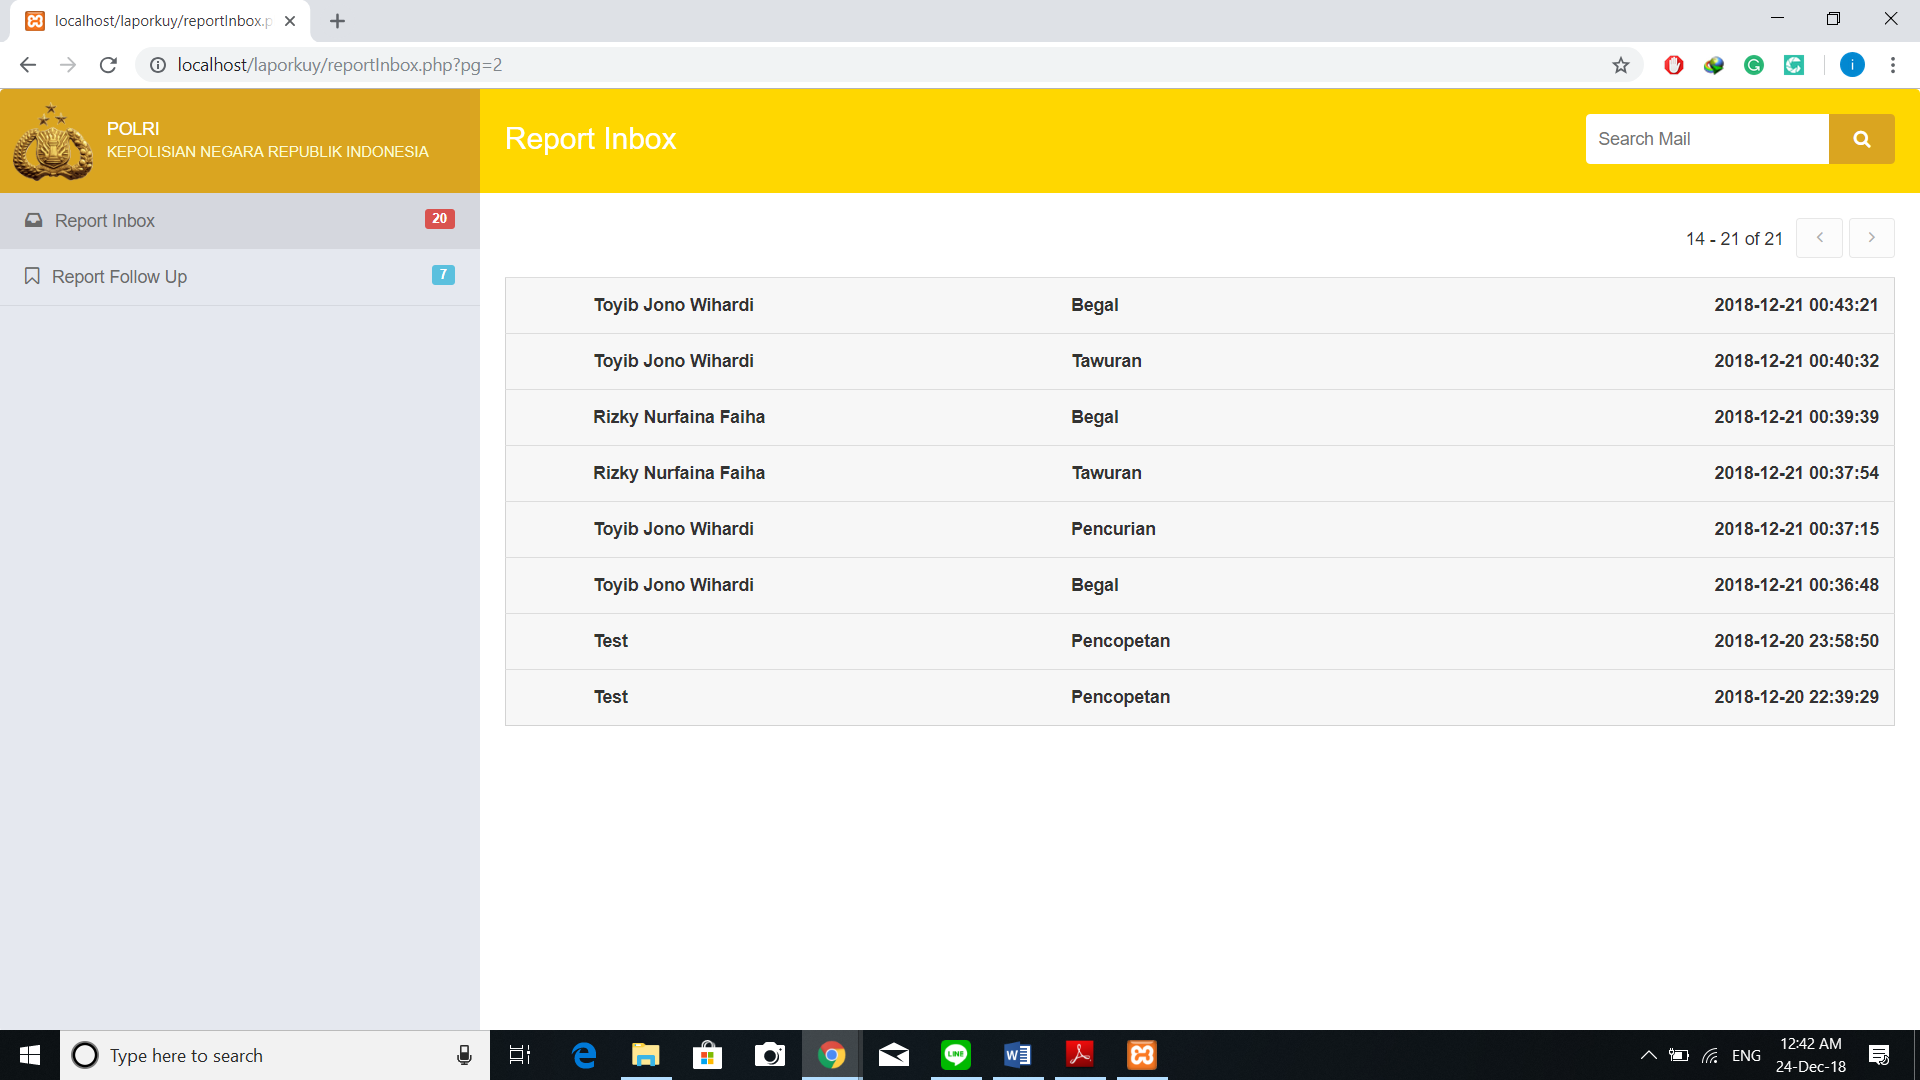 localhost/laporkuy/reportInbox.p
localhost/laporkuy/reportInbox.php?pg=2
i
POLRI
KEPOLISIAN NEGARA REPUBLIK INDONESIA
Report Inbox
Search Mail
Report Inbox 20
Report Follow Up 7
14 - 21 of 21
Toyib Jono Wihardi Begal 2018-12-21 00:43:21
Toyib Jono Wihardi Tawuran 2018-12-21 00:40:32
Rizky Nurfaina Faiha Begal 2018-12-21 00:39:39
Rizky Nurfaina Faiha Tawuran 2018-12-21 00:37:54
Toyib Jono Wihardi Pencurian 2018-12-21 00:37:15
Toyib Jono Wihardi Begal 2018-12-21 00:36:48
Test Pencopetan 2018-12-20 23:58:50
Test Pencopetan 2018-12-20 22:39:29
Type here to search
LINE
ENG
12:42 AM
24-Dec-18